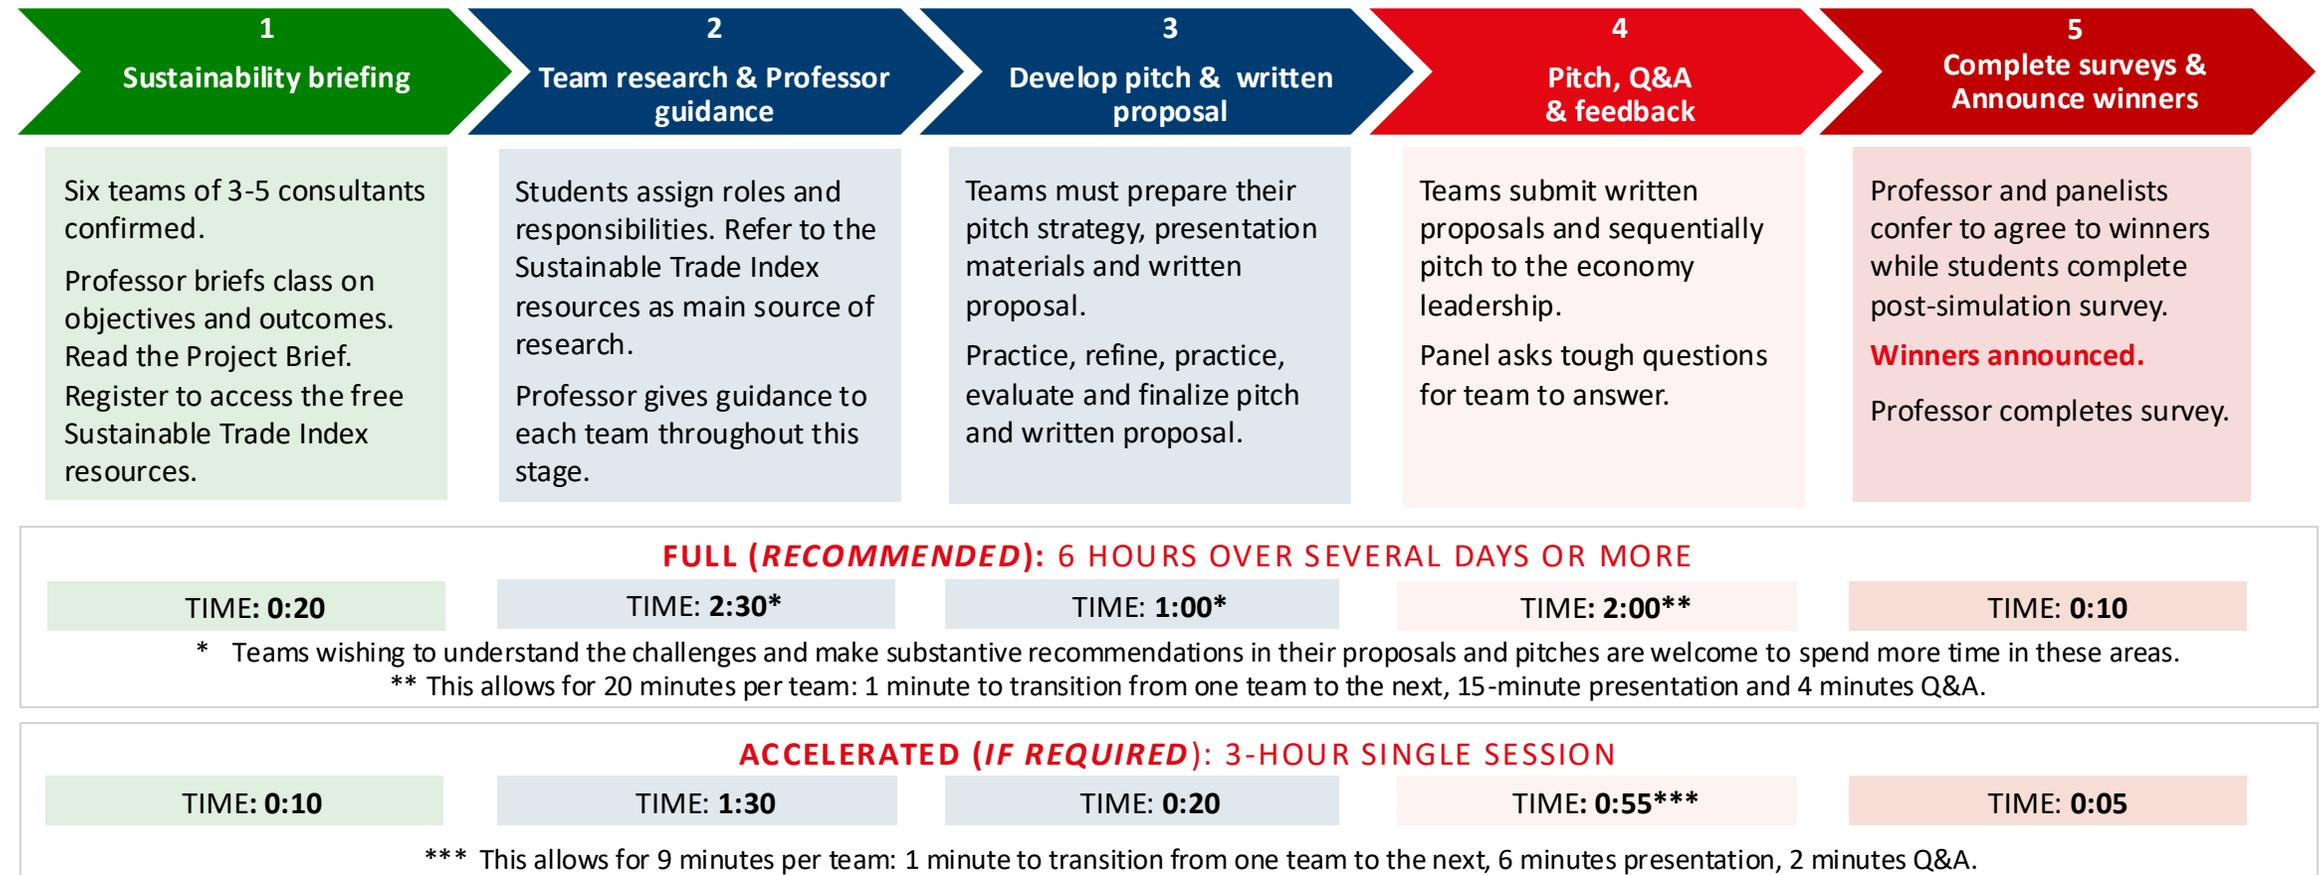 1
Sustainability briefing
2
Team research & Professor
guidance
3
Develop pitch & written
proposal
4
Pitch, Q&A
& feedback
5
Complete surveys &
Announce winners
Six teams of 3-5 consultants
confirmed.
Professor briefs class on
objectives and outcomes.
Read the Project Brief.
Register to access the free
Sustainable Trade Index
resources.
Students assign roles and
responsibilities. Refer to the
Sustainable Trade Index
resources as main source of
research.
Professor gives guidance to
each team throughout this
stage.
Teams must prepare their
pitch strategy, presentation
materials and written
proposal.
Practice, refine, practice,
evaluate and finalize pitch
and written proposal.
Teams submit written
proposals and sequentially
pitch to the economy
leadership.
Panel asks tough questions
for team to answer.
Professor and panelists
confer to agree to winners
while students complete
post-simulation survey.
Winners announced.
Professor completes survey.
FULL (RECOMMENDED): 6 HOURS OVER SEVERAL DAYS OR MORE
TIME: 0:20
TIME: 2:30*
TIME: 1:00*
TIME: 2:00**
TIME: 0:10
* Teams wishing to understand the challenges and make substantive recommendations in their proposals and pitches are welcome to spend more time in these areas.
** This allows for 20 minutes per team: 1 minute to transition from one team to the next, 15-minute presentation and 4 minutes Q&A.
ACCELERATED (IF REQUIRED): 3-HOUR SINGLE SESSION
TIME: 0:10
TIME: 1:30
TIME: 0:20
TIME: 0:55***
TIME: 0:05
*** This allows for 9 minutes per team: 1 minute to transition from one team to the next, 6 minutes presentation, 2 minutes Q&A.